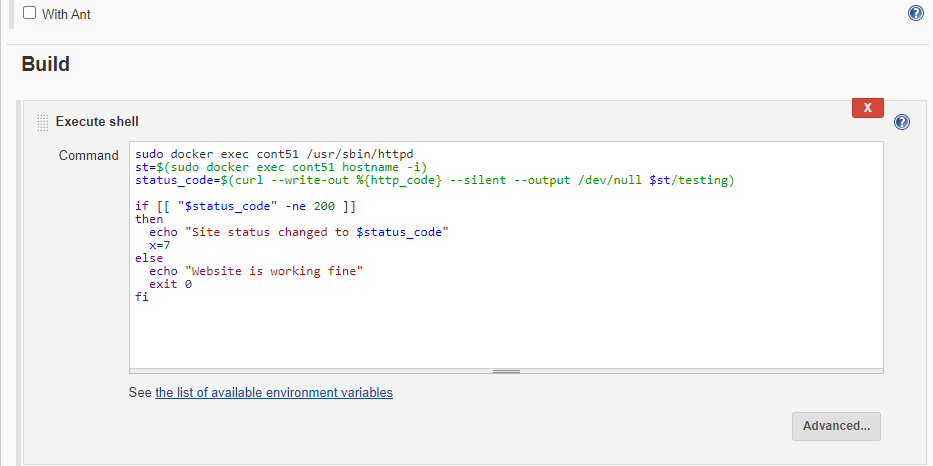 With Ant
Build
X
Execute shell
Command
sudo docker exec cont51 /usr/sbin/httpd
st=$(sudo docker exec cont51 hostname -i)
status_code=$(curl --write-out %{http_code} --silent --output /dev/null $st/testing)
if [[ "$status_code" -ne 200 ]]
then
  echo "Site status changed to $status_code"
  x=7
else
  echo "Website is working fine"
  exit 0
fi
See the list of available environment variables
Advanced...